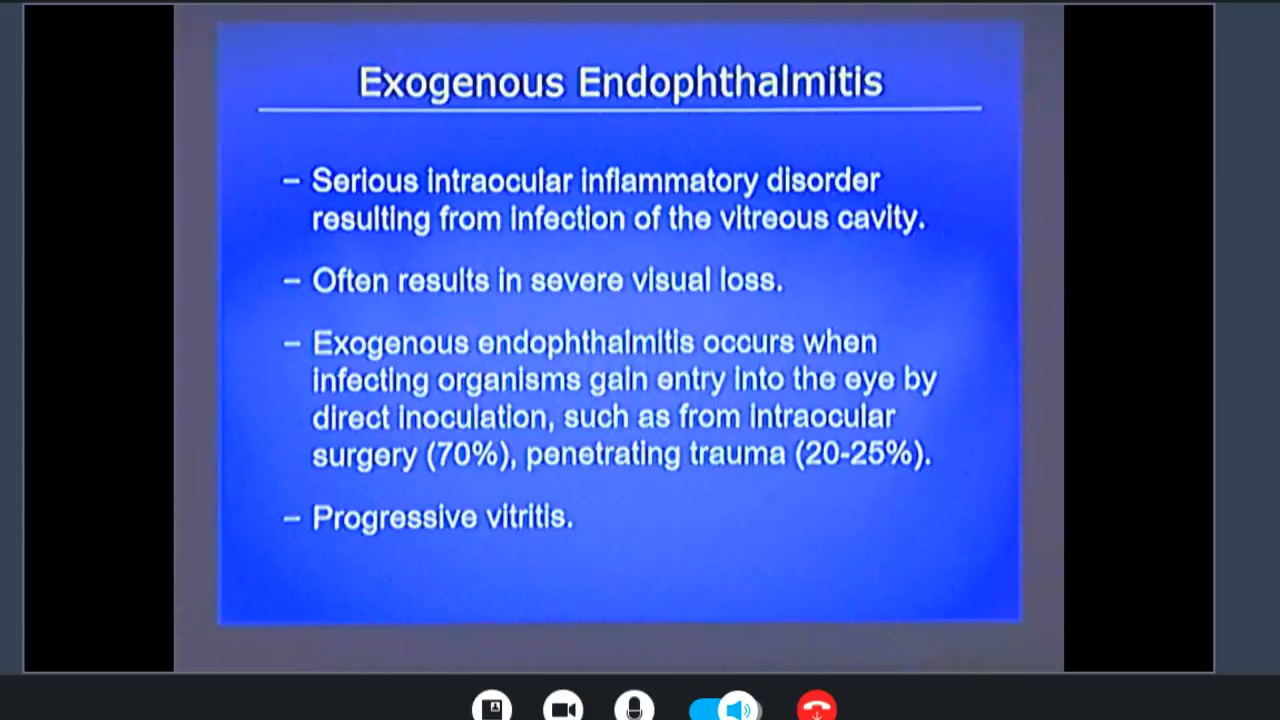 Exogenous Endophthalmitis
– Serious intraocular inflammatory disorder
resulting from infection of the vitreous cavity.
– Often results in severe visual loss.
– Exogenous endophthalmitis occurs when
infecting organisms gain entry into the eye by
direct inoculation, such as from intraocular
surgery (70%), penetrating trauma (20-25%).
– Progressive vitritis.